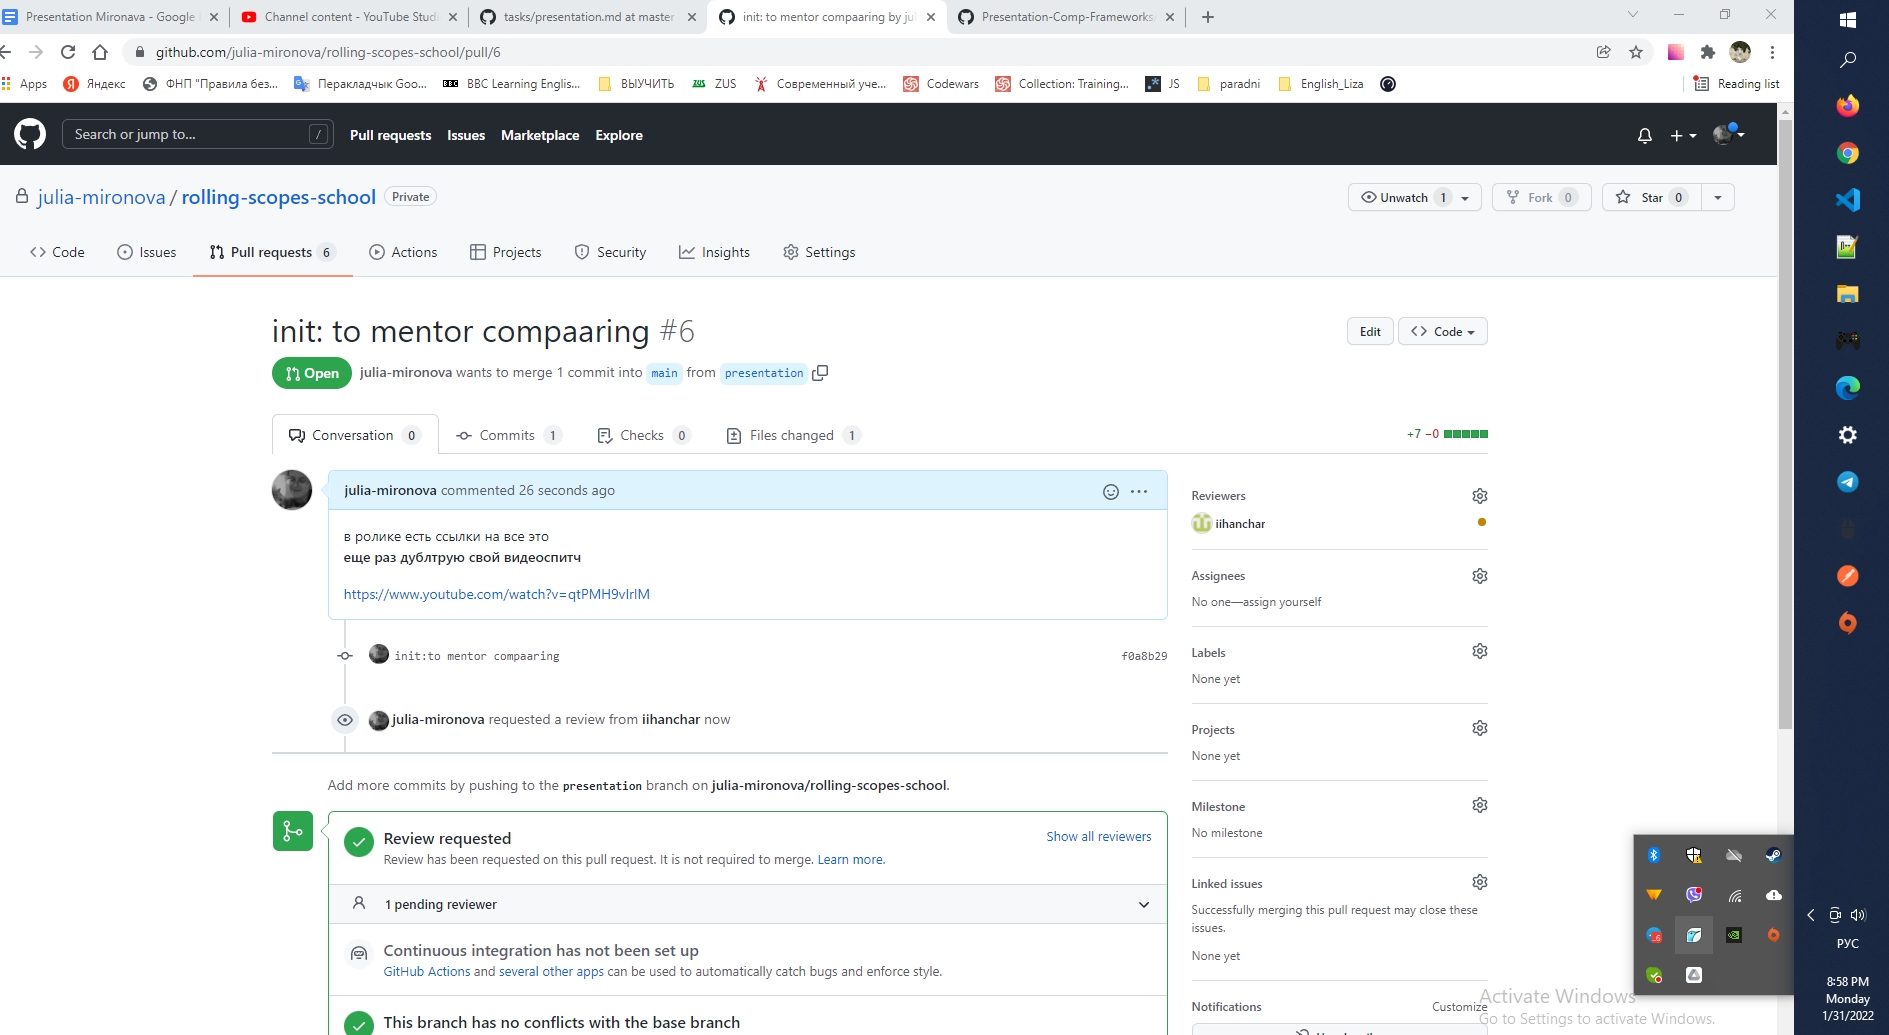 Presentation Mironava - Google
Channel content - YouTube Studi
tasks/presentation.md at master
init: to mentor compaaring by jul
Presentation-Comp-Frameworks
github.com/julia-mironova/rolling-scopes-school/pull/6
Apps
Яндекс
ФНП "Правила без...
Перакладчык Goo...
BBC Learning Englis...
ВЫУЧИТЬ
ZUS
Современный уче...
Codewars
Collection: Training...
JS
paradni
English_Liza
Reading list
Search or jump to...
/
Pull requests
Issues
Marketplace
Explore
julia-mironova / rolling-scopes-school
Private
Unwatch 1
Fork 0
Star 0
Code
Issues
Pull requests 6
Actions
Projects
Security
Insights
Settings
init: to mentor compaaring #6
Edit
Code
Open
julia-mironova wants to merge 1 commit into main from presentation
Conversation 0
Commits 1
Checks 0
Files changed 1
+7 −0
julia-mironova commented 26 seconds ago
в ролике есть ссылки на все это
еще раз дублтрую свой видеоспитч
https://www.youtube.com/watch?v=qtPMH9vIrlM
init:to mentor compaaring
f0a8b29
julia-mironova requested a review from iihanchar now
Add more commits by pushing to the presentation branch on julia-mironova/rolling-scopes-school.
Review requested
Show all reviewers
Review has been requested on this pull request. It is not required to merge. Learn more.
1 pending reviewer
Continuous integration has not been set up
GitHub Actions and several other apps can be used to automatically catch bugs and enforce style.
This branch has no conflicts with the base branch
Reviewers
iihanchar
Assignees
No one—assign yourself
Labels
None yet
Projects
None yet
Milestone
No milestone
Linked issues
Successfully merging this pull request may close these
issues.
None yet
Notifications
Customize
Activate Windows
Go to Settings to activate Windows.
РУС
8:58 PM
Monday
1/31/2022